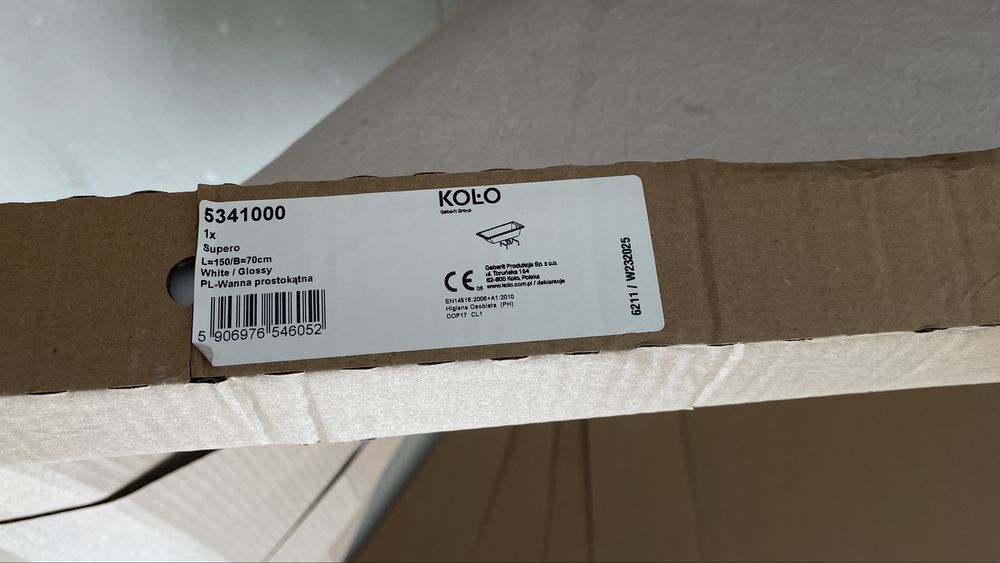 5341000
1x
Supero
L=150/B=70cm
White / Glossy
PL-Wanna prostokątna
5 906976 546052
KOŁO
Geberit Group
CE
06
Geberit Produkcja Sp. z o.o.
ul. Toruńska 154
62-600 Koło, Polska
www.kolo.com.pl / deklaracje
EN14516:2006+A1:2010
Higiena Osobista (PH)
DOP17 CL1
6211 / W232025